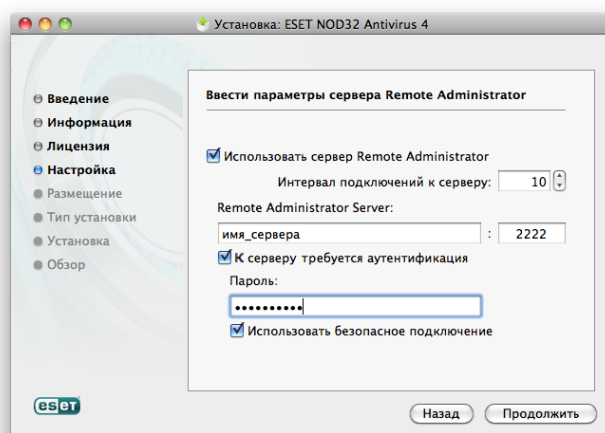 Установка: ESET NOD32 Antivirus 4
Введение
Информация
Лицензия
Настройка
Размещение
Тип установки
Установка
Обзор
Ввести параметры сервера Remote Administrator
Использовать сервер Remote Administrator
Интервал подключений к серверу: 10
Remote Administrator Server:
имя_сервера : 2222
К серверу требуется аутентификация
Пароль:
••••••••••
Использовать безопасное подключение
eseT
Назад Продолжить